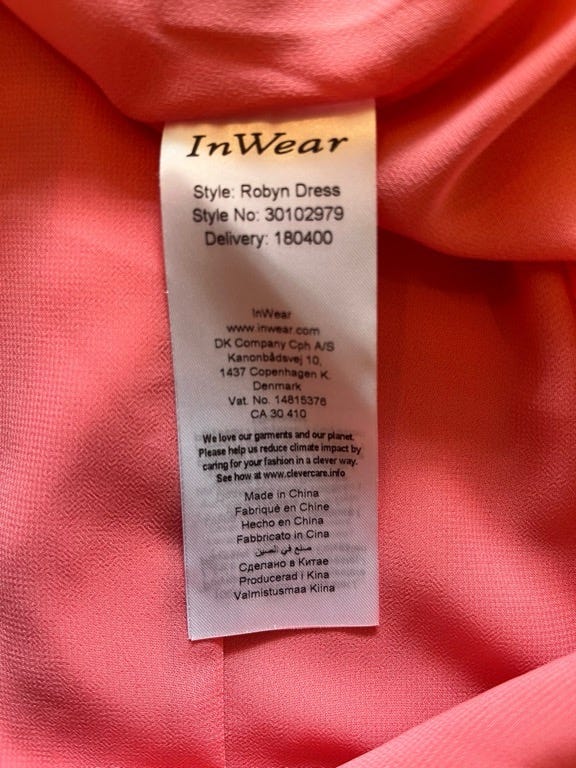 InWear
Style: Robyn Dress
Style No: 30102979
Delivery: 180400
InWear
www.inwear.com
DK Company Cph A/S
Kanonbådsvej 10,
1437 Copenhagen K.
Denmark
Vat. No. 14815376
CA 30 410
We love our garments and our planet.
Please help us reduce climate impact by
caring for your fashion in a clever way.
See how at www.clevercare.info
Made in China
Fabriqué en Chine
Hecho en China
Fabbricato in Cina
صنع في الصين
Сделано в Китае
Producerad i Kina
Valmistusmaa Kiina